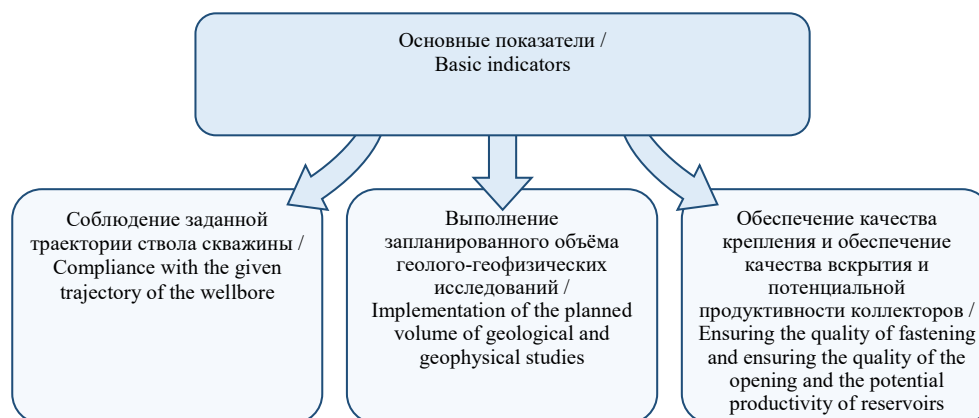 Основные показатели /
Basic indicators
Соблюдение заданной
траектории ствола скважины /
Compliance with the given
trajectory of the wellbore
Выполнение
запланированного объёма
геолого-геофизических
исследований /
Implementation of the planned
volume of geological and
geophysical studies
Обеспечение качества
крепления и обеспечение
качества вскрытия и
потенциальной
продуктивности коллекторов /
Ensuring the quality of fastening
and ensuring the quality of the
opening and the potential
productivity of reservoirs